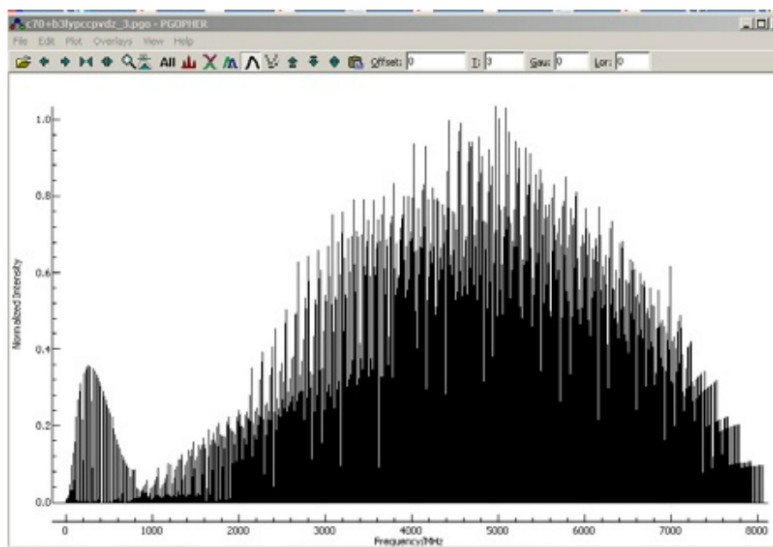 c70+b3lypccpvdz_3.pgo - PGOPHER
File Edit Plot Overlays View Help
All Offset: 0 T: 3 Gau: 0 Lor: 0
1.0
0.8
0.6
0.4
0.2
0.0
Normalized Intensity
0 1000 2000 3000 4000 5000 6000 7000 8000
Frequency/MHz